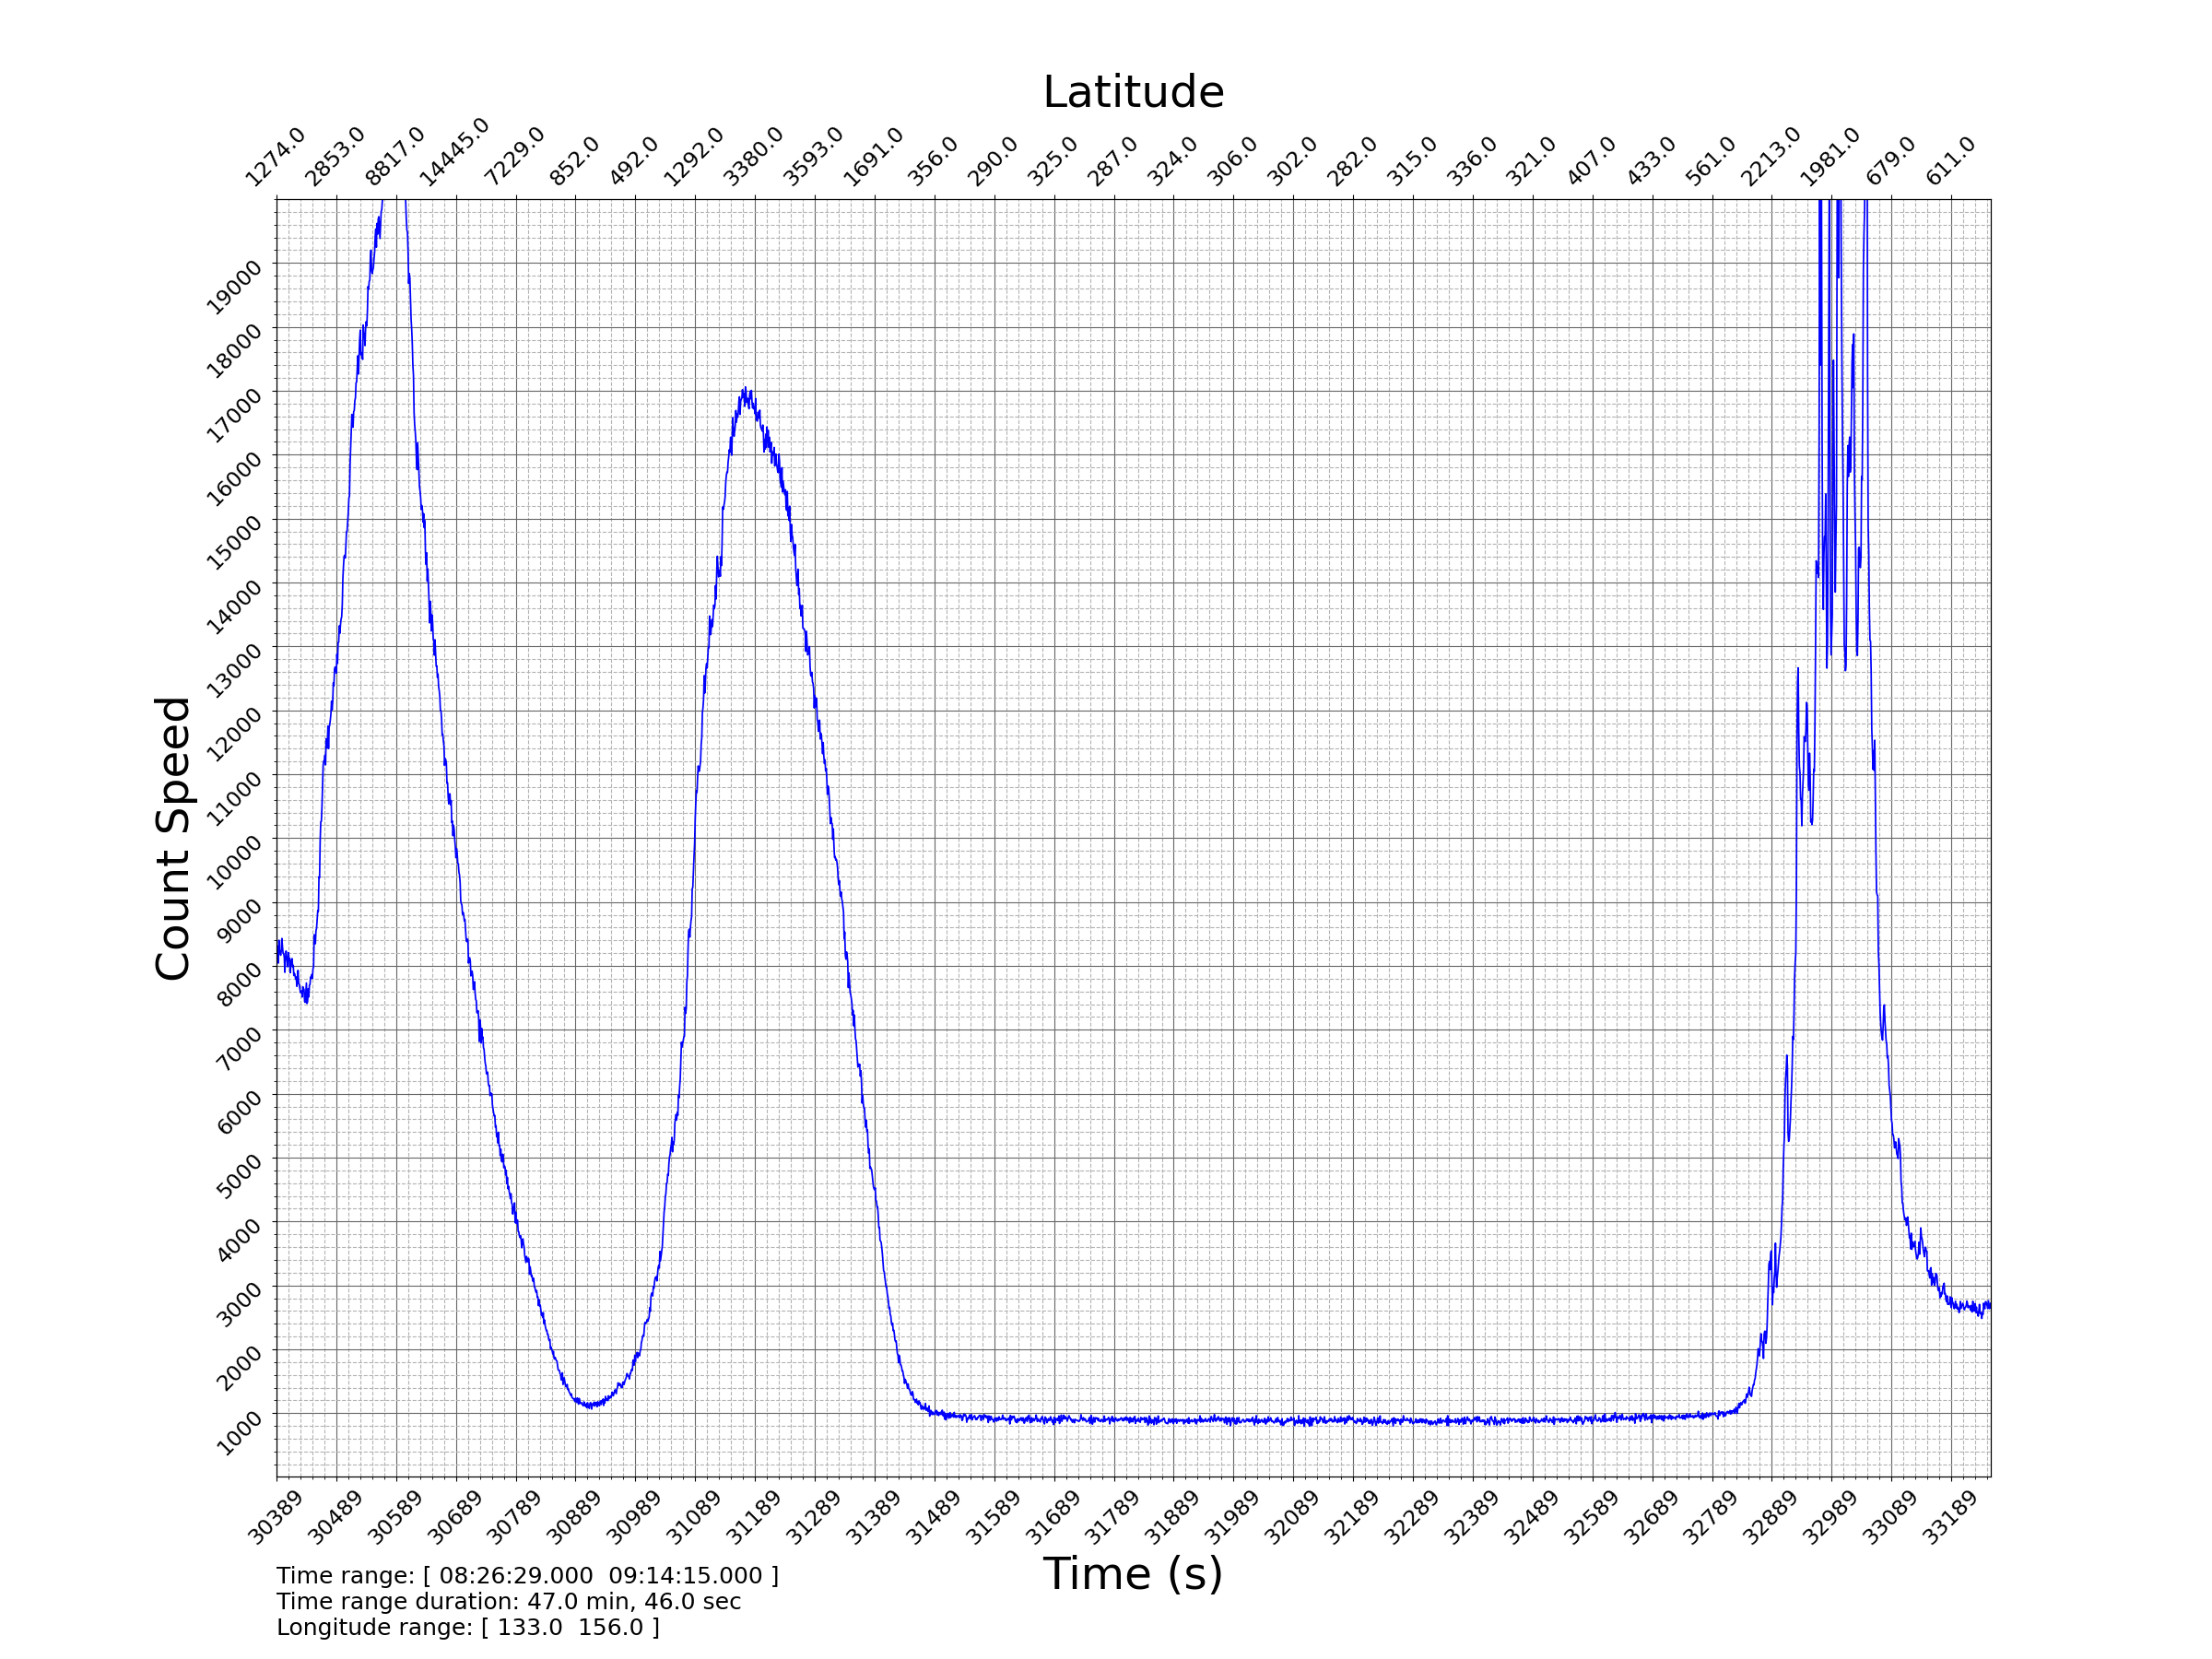 Latitude
1274.0 2853.0 8817.0 14445.0 7229.0 852.0 492.0 1292.0 3380.0 3593.0 1691.0 356.0 290.0 325.0 287.0 324.0 306.0 302.0 282.0 315.0 336.0 321.0 407.0 433.0 561.0 2213.0 1981.0 679.0 611.0
Count Speed
19000
18000
17000
16000
15000
14000
13000
12000
11000
10000
9000
8000
7000
6000
5000
4000
3000
2000
1000
30389 30489 30589 30689 30789 30889 30989 31089 31189 31289 31389 31489 31589 31689 31789 31889 31989 32089 32189 32289 32389 32489 32589 32689 32789 32889 32989 33089 33189
Time (s)
Time range: [ 08:26:29.000  09:14:15.000 ]
Time range duration: 47.0 min, 46.0 sec
Longitude range: [ 133.0  156.0 ]